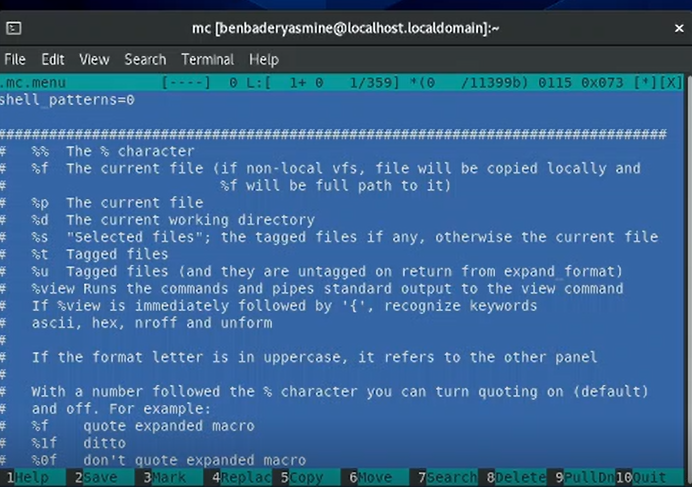 mc [benbaderyasmine@localhost.localdomain]:~
File Edit View Search Terminal Help
.mc.menu [----] 0 L:[ 1+ 0 1/359] *(0 /11399b) 0115 0x073 [*][X]
shell_patterns=0
################################################################################
# %% The % character
# %f The current file (if non-local vfs, file will be copied locally and
# %f will be full path to it)
# %p The current file
# %d The current working directory
# %s "Selected files"; the tagged files if any, otherwise the current file
# %t Tagged files
# %u Tagged files (and they are untagged on return from expand_format)
# %view Runs the commands and pipes standard output to the view command
# If %view is immediately followed by '{', recognize keywords
# ascii, hex, nroff and unform
#
# If the format letter is in uppercase, it refers to the other panel
#
# With a number followed the % character you can turn quoting on (default)
# and off. For example:
# %f quote expanded macro
# %1f ditto
# %0f don't quote expanded macro
1Help 2Save 3Mark 4Replac 5Copy 6Move 7Search 8Delete 9PullDn 10Quit